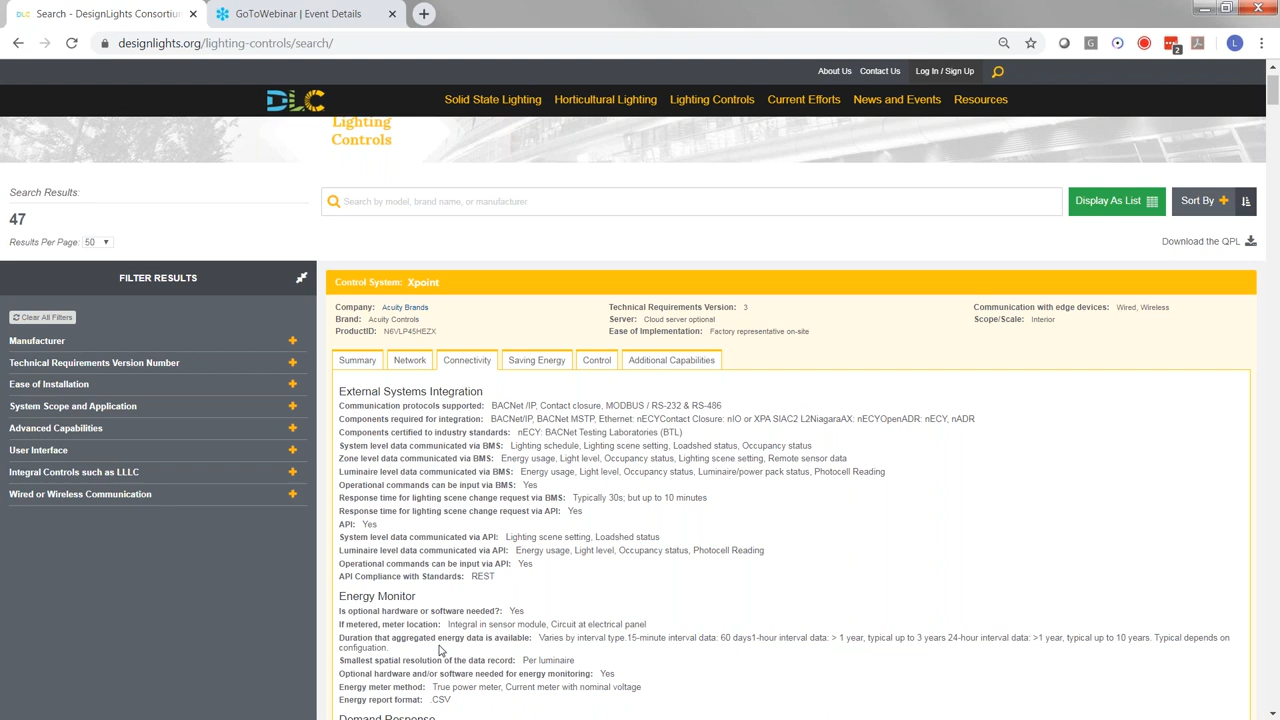 Search - DesignLights Consortium
GoToWebinar | Event Details
designlights.org/lighting-controls/search/
G
2
L
About Us
Contact Us
Log In / Sign Up
DLC
Solid State Lighting
Horticultural Lighting
Lighting Controls
Current Efforts
News and Events
Resources
Lighting
Controls
Search Results:
47
Results Per Page: 50
Search by model, brand name, or manufacturer
Display As List
Sort By
Download the QPL
FILTER RESULTS
Clear All Filters
Manufacturer
Technical Requirements Version Number
Ease of Installation
System Scope and Application
Advanced Capabilities
User Interface
Integral Controls such as LLLC
Wired or Wireless Communication
Control System: Xpoint
Company: Acuity Brands
Brand: Acuity Controls
ProductID: N6VLP45HEZX
Technical Requirements Version: 3
Server: Cloud server optional
Ease of Implementation: Factory representative on-site
Communication with edge devices: Wired, Wireless
Scope/Scale: Interior
Summary
Network
Connectivity
Saving Energy
Control
Additional Capabilities
External Systems Integration
Communication protocols supported: BACNet /IP, Contact closure, MODBUS / RS-232 & RS-486
Components required for integration: BACNet/IP, BACNet MSTP, Ethernet: nECYContact Closure: nIO or XPA SIAC2 L2NiagaraAX: nECYOpenADR: nECY, nADR
Components certified to industry standards: nECY: BACNet Testing Laboratories (BTL)
System level data communicated via BMS: Lighting schedule, Lighting scene setting, Loadshed status, Occupancy status
Zone level data communicated via BMS: Energy usage, Light level, Occupancy status, Lighting scene setting, Remote sensor data
Luminaire level data communicated via BMS: Energy usage, Light level, Occupancy status, Luminaire/power pack status, Photocell Reading
Operational commands can be input via BMS: Yes
Response time for lighting scene change request via BMS: Typically 30s; but up to 10 minutes
Response time for lighting scene change request via API: Yes
API: Yes
System level data communicated via API: Lighting scene setting, Loadshed status
Luminaire level data communicated via API: Energy usage, Light level, Occupancy status, Photocell Reading
Operational commands can be input via API: Yes
API Compliance with Standards: REST
Energy Monitor
Is optional hardware or software needed?: Yes
If metered, meter location: Integral in sensor module, Circuit at electrical panel
Duration that aggregated energy data is available: Varies by interval type.15-minute interval data: 60 days1-hour interval data: > 1 year, typical up to 3 years 24-hour interval data: >1 year, typical up to 10 years. Typical depends on
configuation.
Smallest spatial resolution of the data record: Per luminaire
Optional hardware and/or software needed for energy monitoring: Yes
Energy meter method: True power meter, Current meter with nominal voltage
Energy report format: .CSV
Demand Response